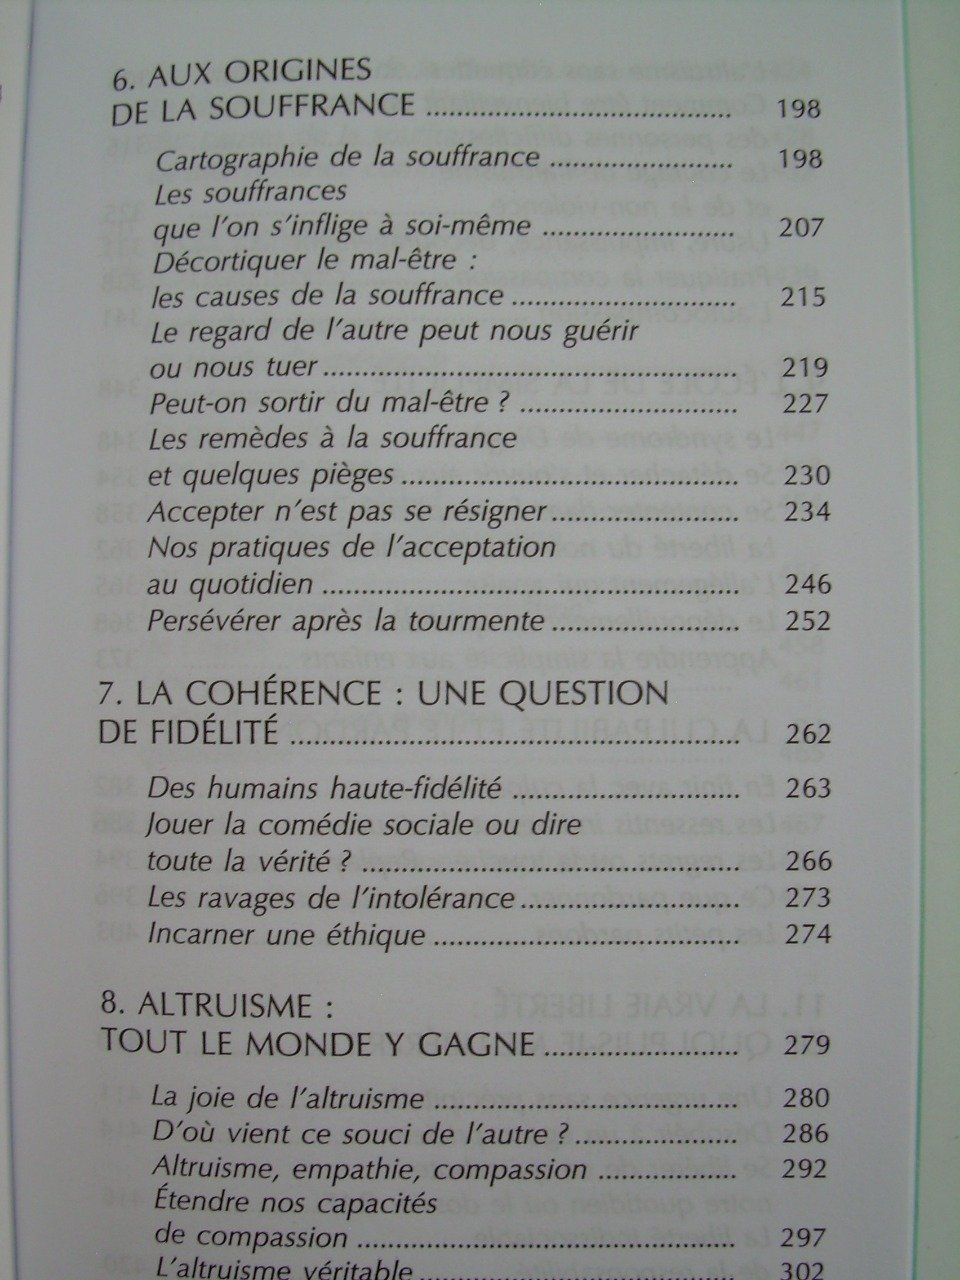 6. AUX ORIGINES
DE LA SOUFFRANCE ........................................ 198
Cartographie de la souffrance ........................ 198
Les souffrances
que l'on s'inflige à soi-même ......................... 207
Décortiquer le mal-être :
les causes de la souffrance ............................. 215
Le regard de l'autre peut nous guérir
ou nous tuer ...................................................... 219
Peut-on sortir du mal-être ? ............................ 227
Les remèdes à la souffrance
et quelques pièges ............................................ 230
Accepter n'est pas se résigner ......................... 234
Nos pratiques de l'acceptation
au quotidien ...................................................... 246
Persévérer après la tourmente ......................... 252
7. LA COHÉRENCE : UNE QUESTION
DE FIDÉLITÉ ........................................................... 262
Des humains haute-fidélité .............................. 263
Jouer la comédie sociale ou dire
toute la vérité ? .................................................. 266
Les ravages de l'intolérance ............................. 273
Incarner une éthique ........................................ 274
8. ALTRUISME :
TOUT LE MONDE Y GAGNE .......................... 279
La joie de l'altruisme ........................................ 280
D'où vient ce souci de l'autre ? ...................... 286
Altruisme, empathie, compassion ................... 292
Étendre nos capacités
de compassion .................................................. 297
L'altruisme véritable .......................................... 302